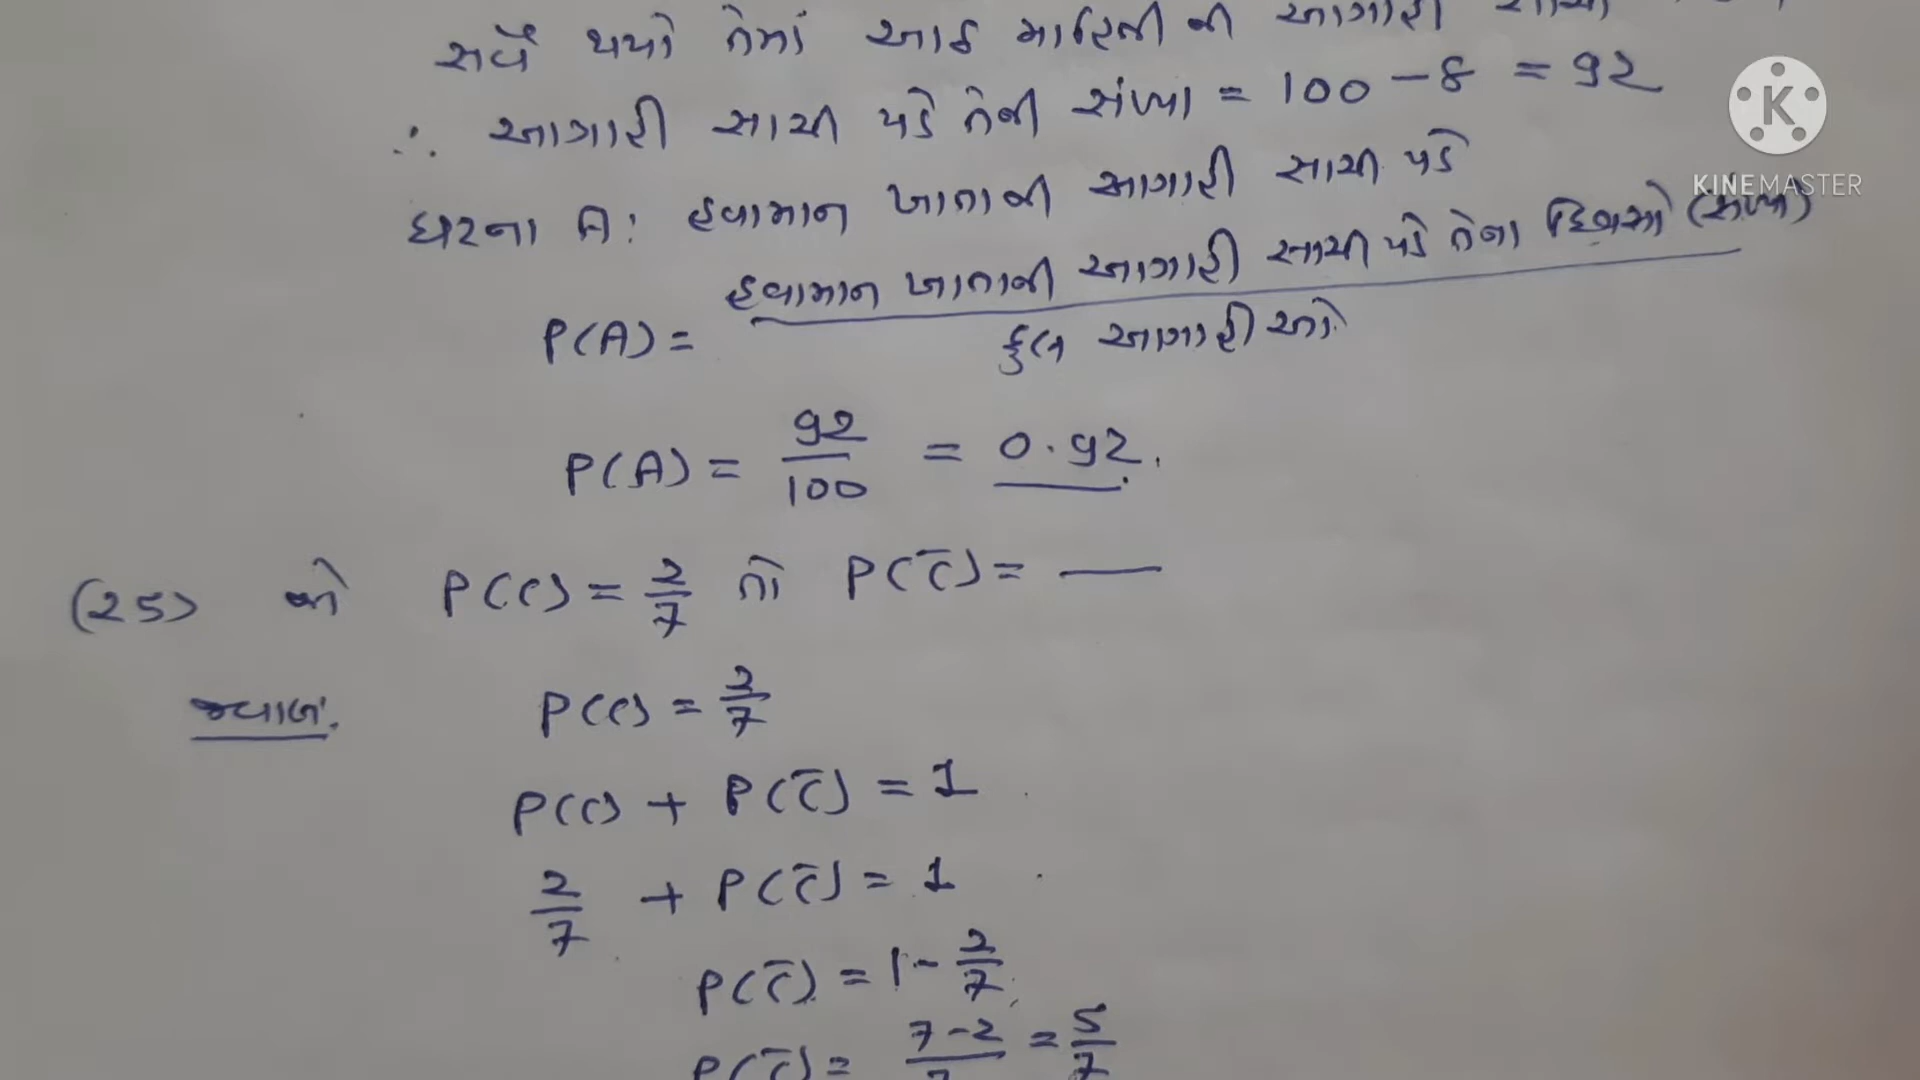 સર્વે થયો તેમાં આઠ માહિતી ની આગાહી સાચી
∴ આગાહી સાચી પડે તેની સંખ્યા = 100 - 8 = 92
ઘટના A : હવામાન ખાતાની આગાહી સાચી પડે
P(A) = હવામાન ખાતાની આગાહી સાચી પડે તેના દિવસો (સંખ્યા) / કુલ આગાહીઓ
P(A) = 92/100 = 0.92.
(25) જો P(C) = 2/7 તો P(C̅) = —
જવાબ.
P(C) = 2/7
P(C) + P(C̅) = 1
2/7 + P(C̅) = 1
P(C̅) = 1 - 2/7
P(C̅) = 7-2/7 = 5/7
K
KINEMASTER